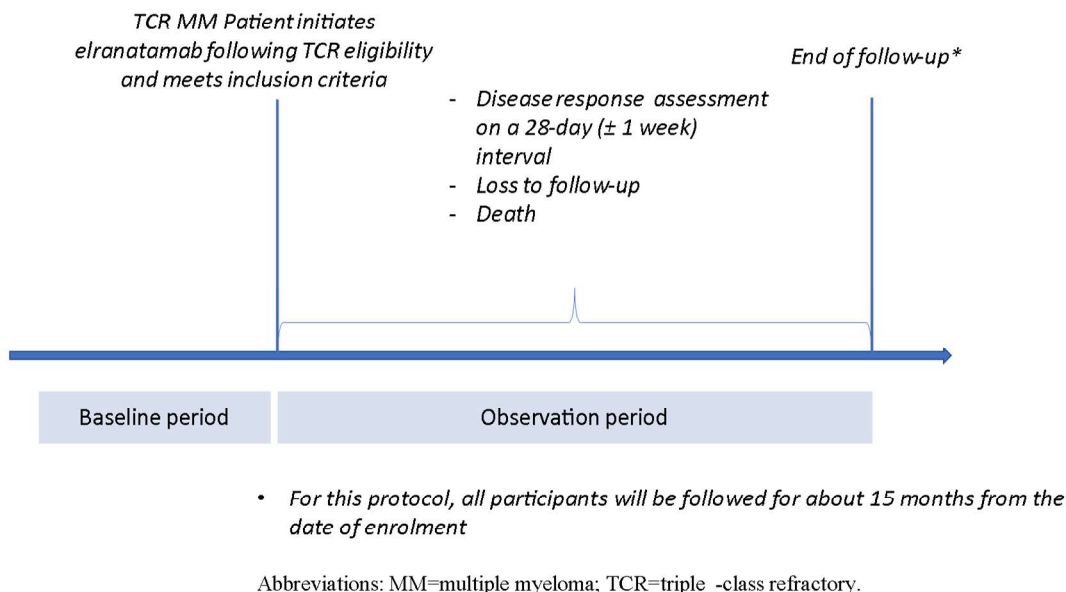 TCR MM Patient initiates
elranatamab following TCR eligibility
and meets inclusion criteria
End of follow-up*
- Disease response assessment
on a 28-day (± 1 week)
interval
- Loss to follow-up
- Death
Baseline period
Observation period
• For this protocol, all participants will be followed for about 15 months from the
date of enrolment
Abbreviations: MM=multiple myeloma; TCR=triple -class refractory.